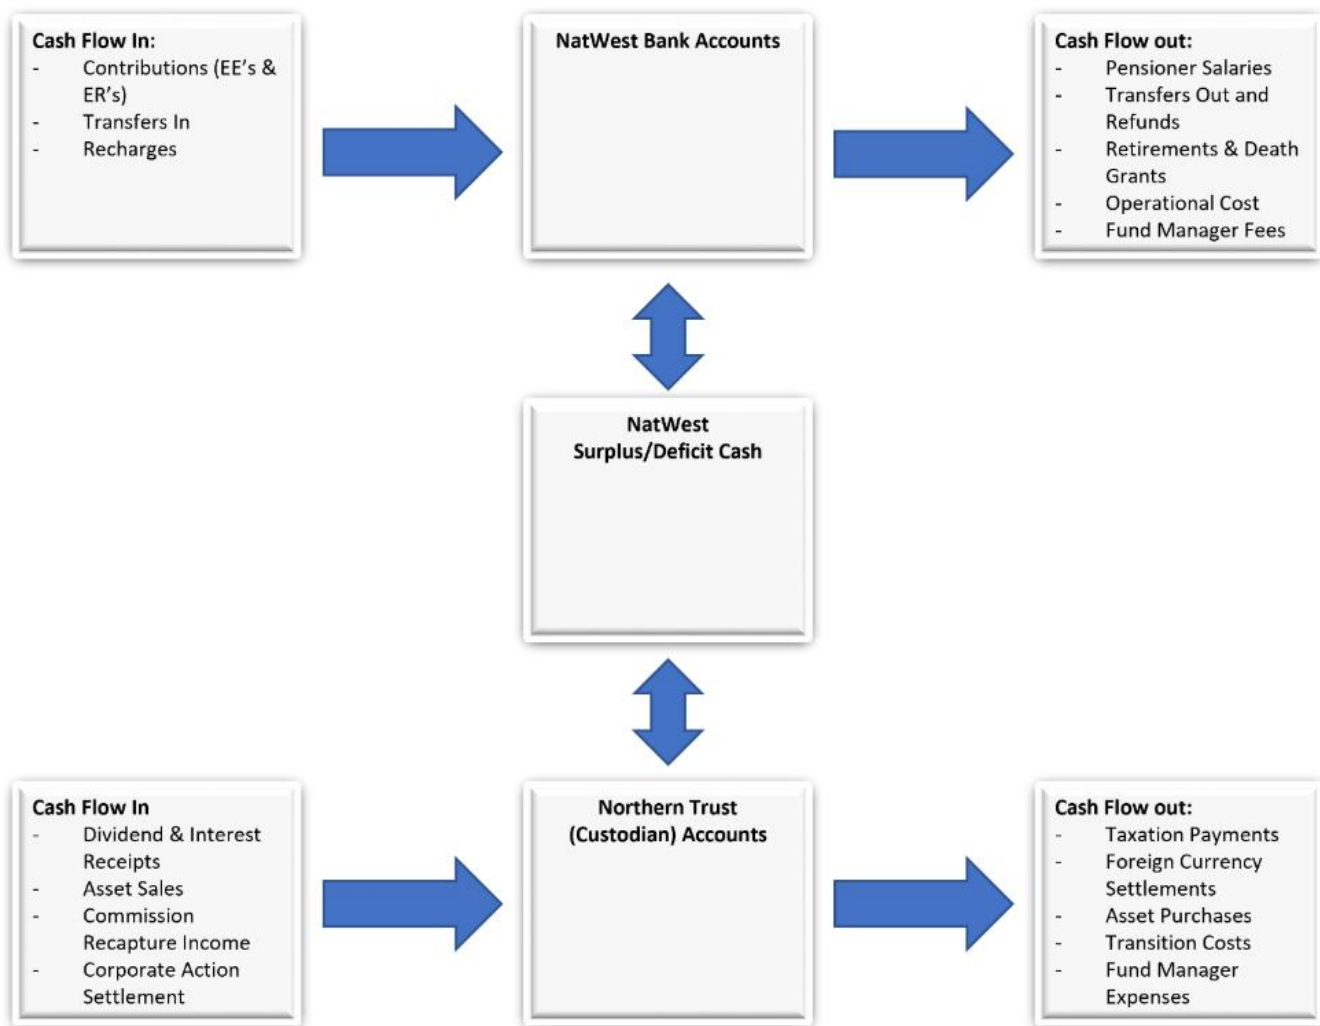 Cash Flow In:
- Contributions (EE's &
ER's)
- Transfers In
- Recharges
NatWest Bank Accounts
Cash Flow out:
- Pensioner Salaries
- Transfers Out and
Refunds
- Retirements & Death
Grants
- Operational Cost
- Fund Manager Fees
NatWest
Surplus/Deficit Cash
Cash Flow In
- Dividend & Interest
Receipts
- Asset Sales
- Commission
Recapture Income
- Corporate Action
Settlement
Northern Trust
(Custodian) Accounts
Cash Flow out:
- Taxation Payments
- Foreign Currency
Settlements
- Asset Purchases
- Transition Costs
- Fund Manager
Expenses